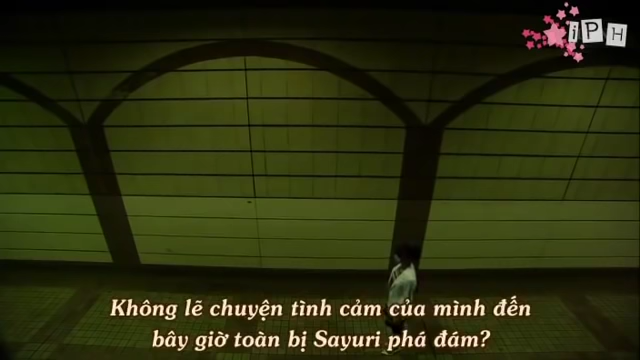 iPH
Không lẽ chuyện tình cảm của mình đến
bây giờ toàn bị Sayuri phá đám?